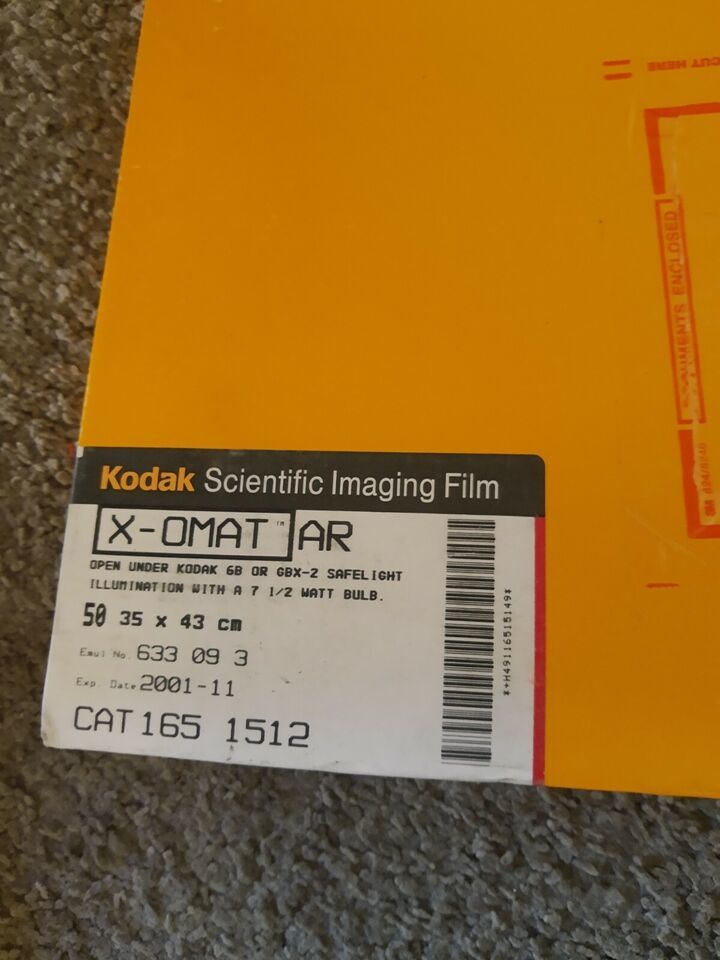 CUT HERE
DOCUMENTS ENCLOSED
3M
Kodak Scientific Imaging Film
X-OMAT™ AR
OPEN UNDER KODAK 6B OR GBX-2 SAFELIGHT
ILLUMINATION WITH A 7 1/2 WATT BULB.
50 35 x 43 cm
Emul No. 633 09 3
Exp. Date 2001-11
CAT 165 1512
*+H49116515149*